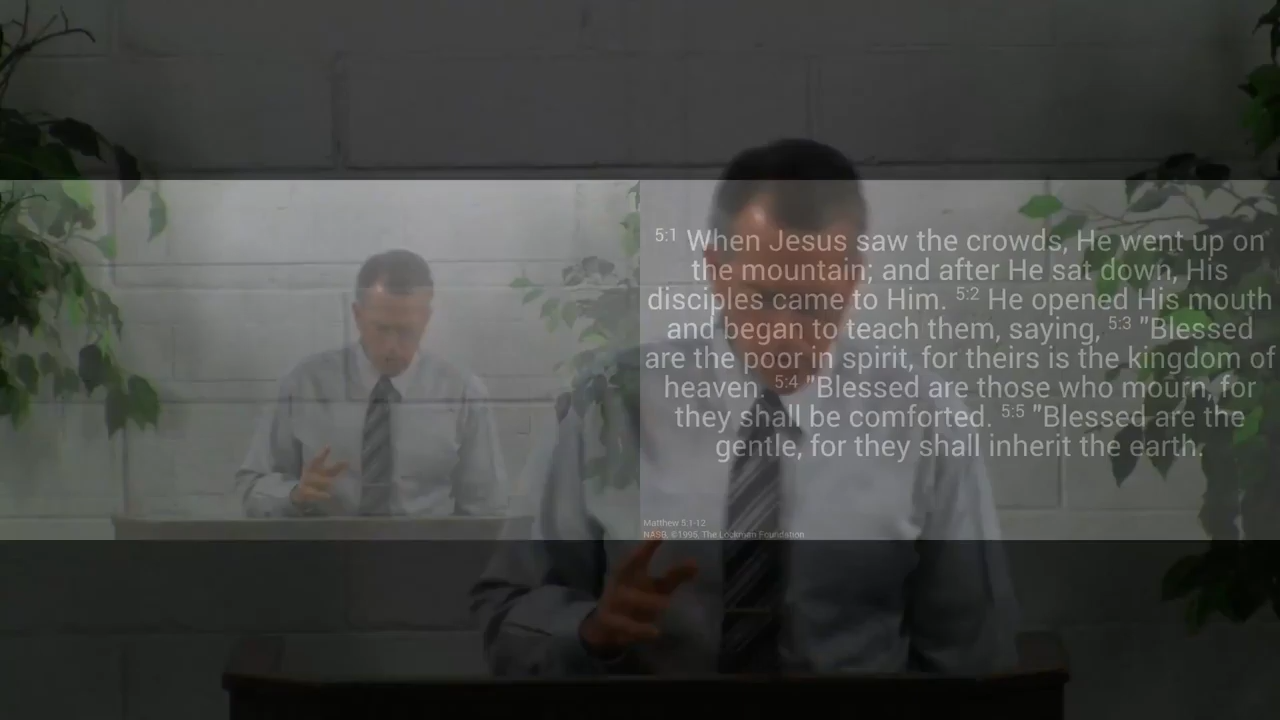 5:1 When Jesus saw the crowds, He went up on
the mountain; and after He sat down, His
disciples came to Him. 5:2 He opened His mouth
and began to teach them, saying, 5:3 "Blessed
are the poor in spirit, for theirs is the kingdom of
heaven. 5:4 "Blessed are those who mourn, for
they shall be comforted. 5:5 "Blessed are the
gentle, for they shall inherit the earth.
Matthew 5:1-12
NASB, ©1995, The Lockman Foundation